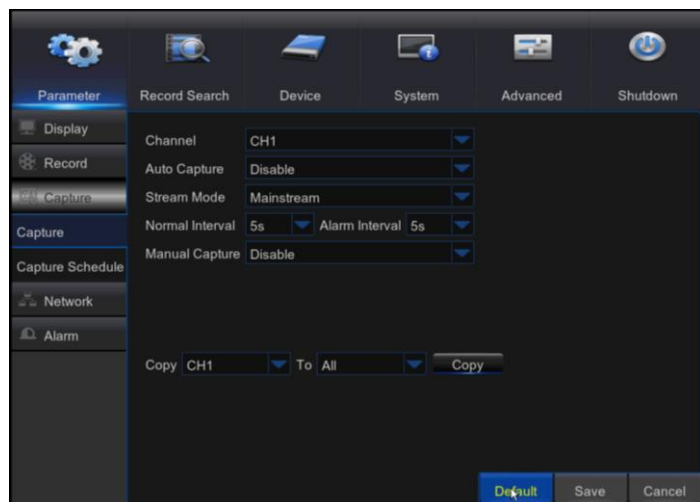 Parameter Record Search Device System Advanced Shutdown
Display
Record
Capture
Capture
Capture Schedule
Network
Alarm
Channel CH1
Auto Capture Disable
Stream Mode Mainstream
Normal Interval 5s Alarm Interval 5s
Manual Capture Disable
Copy CH1 To All Copy
Default Save Cancel